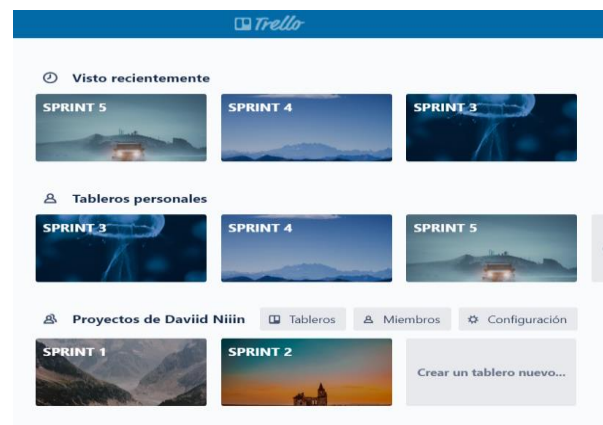 Trello
Visto recientemente
SPRINT 5 SPRINT 4 SPRINT 3
Tableros personales
SPRINT 3 SPRINT 4 SPRINT 5
Proyectos de Daviid Niiin Tableros Miembros Configuración
SPRINT 1 SPRINT 2
Crear un tablero nuevo...